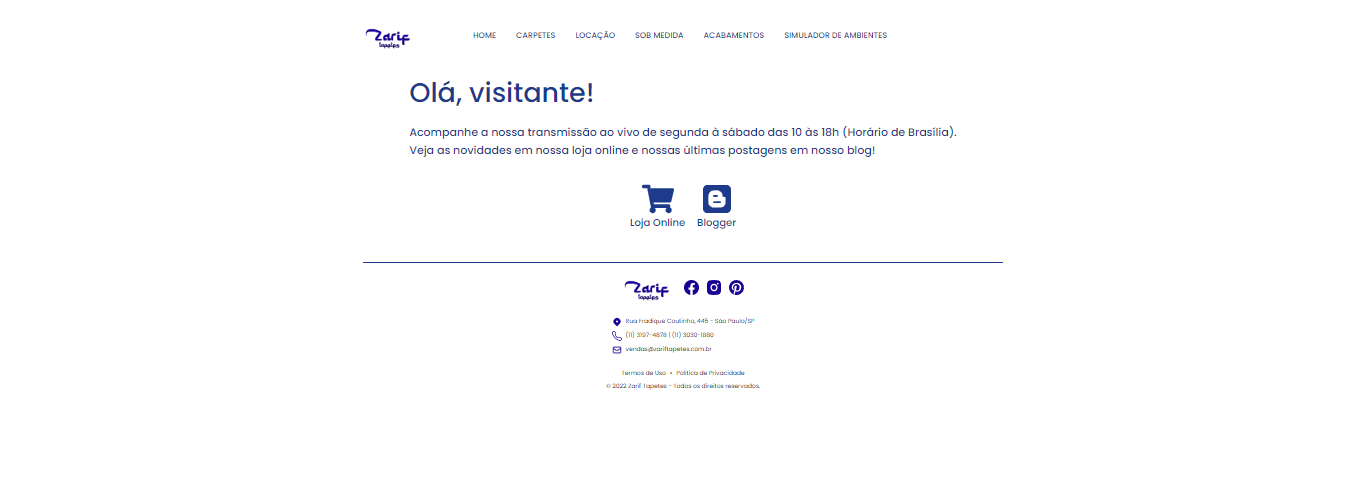 Zarif
tapetes
HOME CARPETES LOCAÇÃO SOB MEDIDA ACABAMENTOS SIMULADOR DE AMBIENTES
Olá, visitante!
Acompanhe a nossa transmissão ao vivo de segunda à sábado das 10 às 18h (Horário de Brasília).
Veja as novidades em nossa loja online e nossas últimas postagens em nosso blog!
Loja Online Blogger
Zarif
tapetes
Rua Fradique Coutinho, 445 - São Paulo/SP
(11) 3197-4878 | (11) 3030-1880
vendas@zariftapetes.com.br
Termos de Uso • Política de Privacidade
© 2022 Zarif Tapetes - Todos os direitos reservados.